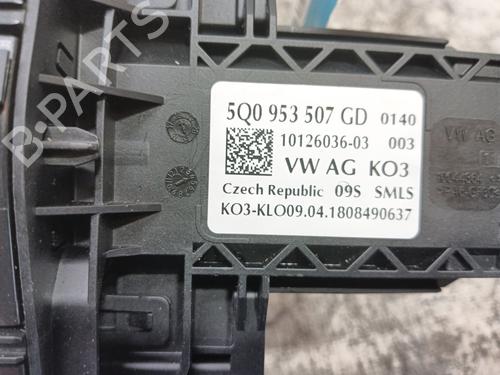 5Q0 953 507 GD 0140
10126036-03 003
VW AG KO3
Czech Republic 09S SMLS
KO3-KLO09.04.1808490637
VW AG
B-PARTS